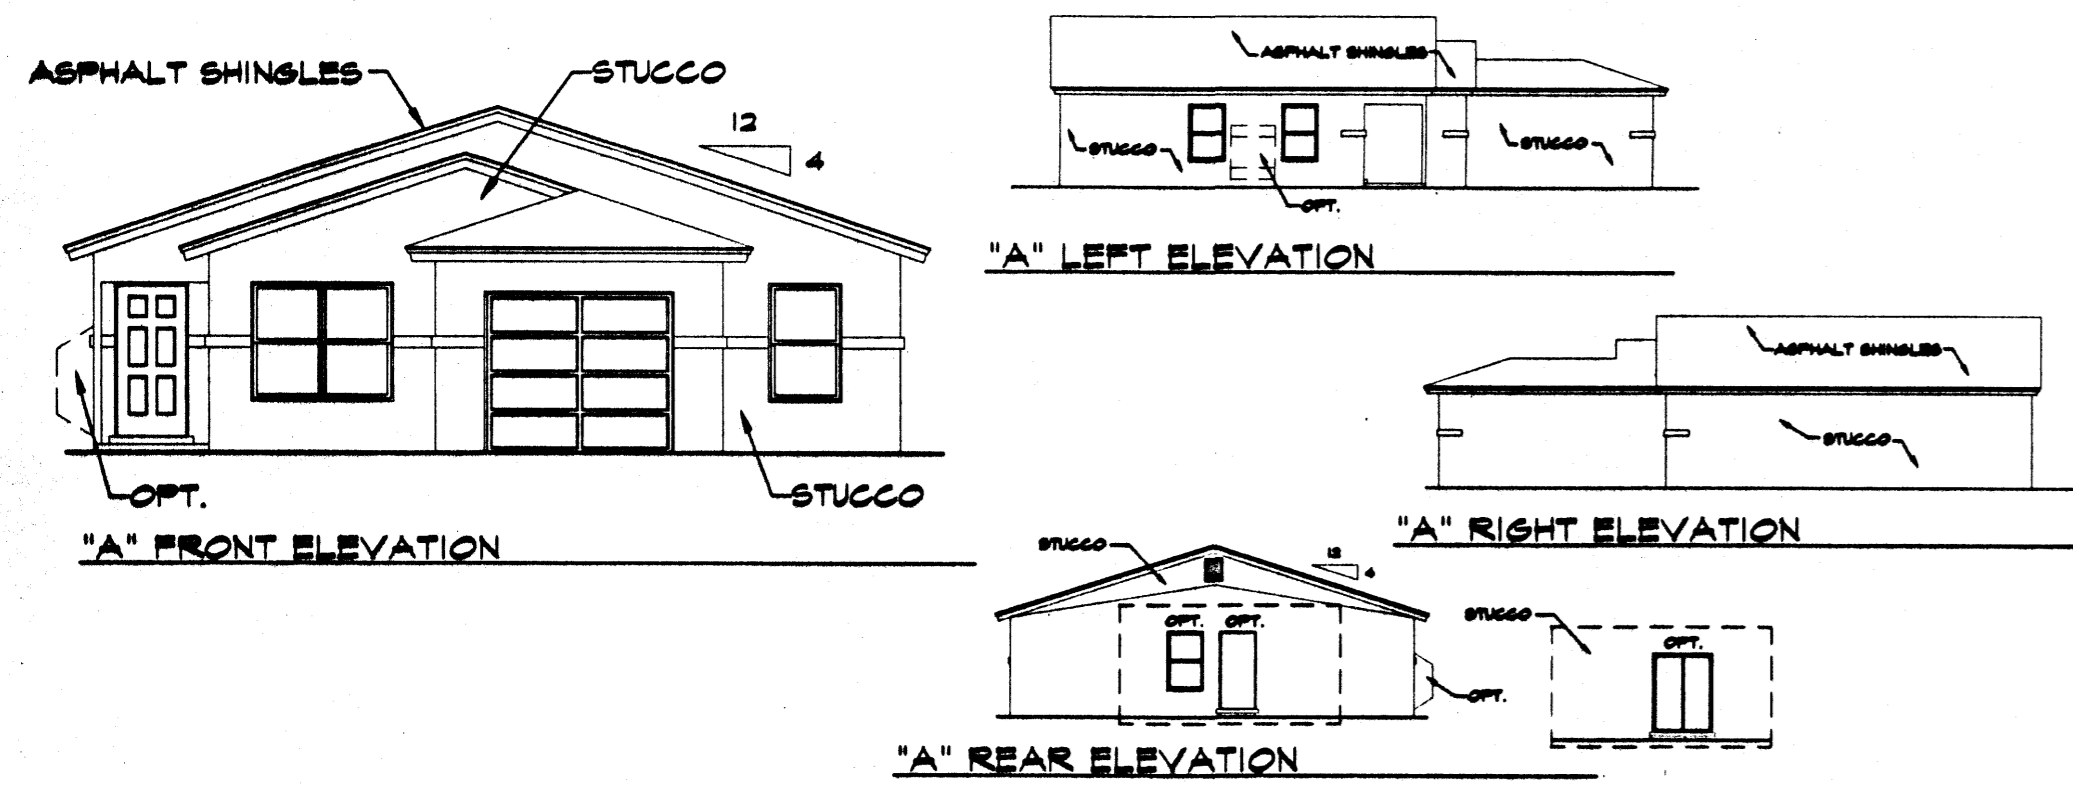 ASPHALT SHINGLES
STUCCO
12
4
OPT.
STUCCO
"A" FRONT ELEVATION
ASPHALT SHINGLES
STUCCO
STUCCO
OPT.
"A" LEFT ELEVATION
ASPHALT SHINGLES
STUCCO
"A" RIGHT ELEVATION
STUCCO
12
4
OPT. OPT.
OPT.
"A" REAR ELEVATION
STUCCO
OPT.